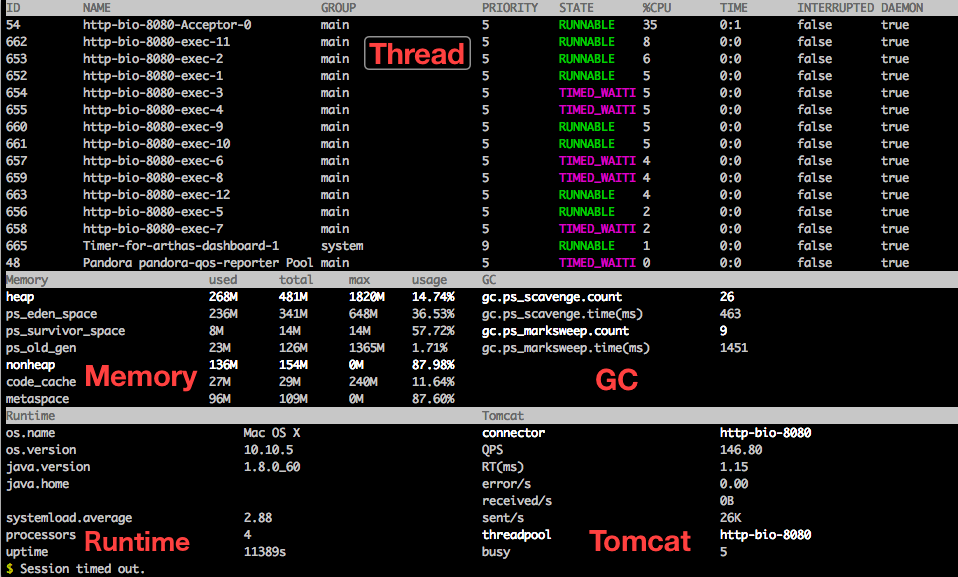 ID NAME GROUP PRIORITY STATE %CPU TIME INTERRUPTED DAEMON
54 http-bio-8080-Acceptor-0 main 5 RUNNABLE 35 0:1 false true
662 http-bio-8080-exec-11 main 5 RUNNABLE 8 0:0 false true
653 http-bio-8080-exec-2 main 5 RUNNABLE 6 0:0 false true
Thread
652 http-bio-8080-exec-1 main 5 RUNNABLE 5 0:0 false true
654 http-bio-8080-exec-3 main 5 TIMED_WAITI 5 0:0 false true
655 http-bio-8080-exec-4 main 5 TIMED_WAITI 5 0:0 false true
660 http-bio-8080-exec-9 main 5 RUNNABLE 5 0:0 false true
661 http-bio-8080-exec-10 main 5 RUNNABLE 5 0:0 false true
657 http-bio-8080-exec-6 main 5 TIMED_WAITI 4 0:0 false true
659 http-bio-8080-exec-8 main 5 TIMED_WAITI 4 0:0 false true
663 http-bio-8080-exec-12 main 5 RUNNABLE 4 0:0 false true
656 http-bio-8080-exec-5 main 5 RUNNABLE 2 0:0 false true
658 http-bio-8080-exec-7 main 5 TIMED_WAITI 2 0:0 false true
665 Timer-for-arthas-dashboard-1 system 9 RUNNABLE 1 0:0 false true
48 Pandora pandora-qos-reporter Pool main 5 TIMED_WAITI 0 0:0 false true
Memory used total max usage GC
heap 268M 481M 1820M 14.74% gc.ps_scavenge.count 26
ps_eden_space 236M 341M 648M 36.53% gc.ps_scavenge.time(ms) 463
ps_survivor_space 8M 14M 14M 57.72% gc.ps_marksweep.count 9
ps_old_gen 23M 126M 1365M 1.71% gc.ps_marksweep.time(ms) 1451
nonheap 136M 154M 0M 87.98%
Memory GC
code_cache 27M 29M 240M 11.64%
metaspace 96M 109M 0M 87.60%
Runtime Tomcat
os.name Mac OS X connector http-bio-8080
os.version 10.10.5 QPS 146.80
java.version 1.8.0_60 RT(ms) 1.15
java.home error/s 0.00
received/s 0B
systemload.average 2.88 sent/s 26K
processors 4 threadpool http-bio-8080
Runtime Tomcat
uptime 11389s busy 5
$ Session timed out.